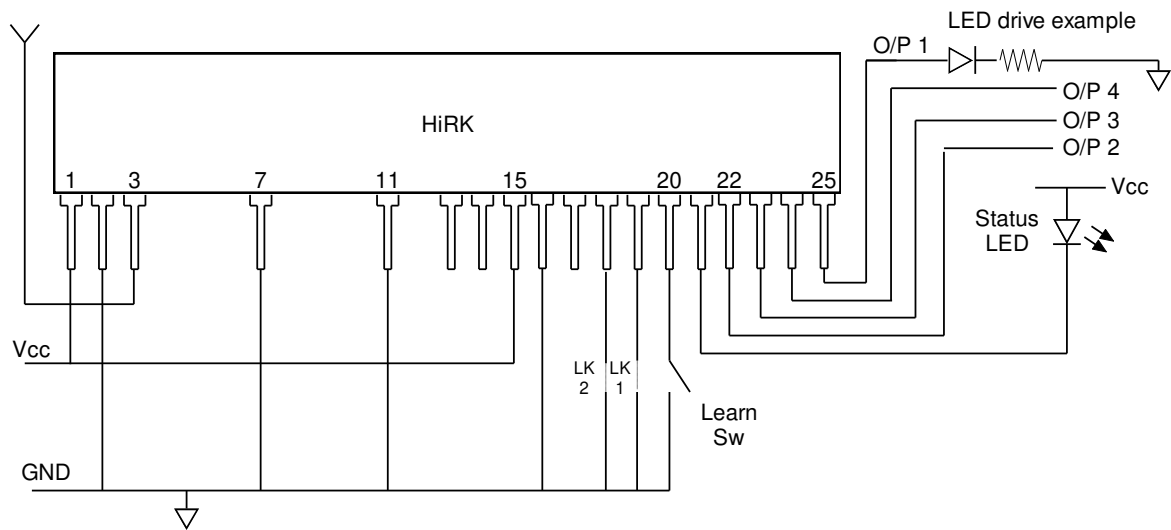 LED drive example
O/P 1
O/P 4
O/P 3
O/P 2
HiRK
1 3 7 11 15 20 22 25
Vcc
Status
LED
Vcc
LK
2
LK
1
Learn
Sw
GND